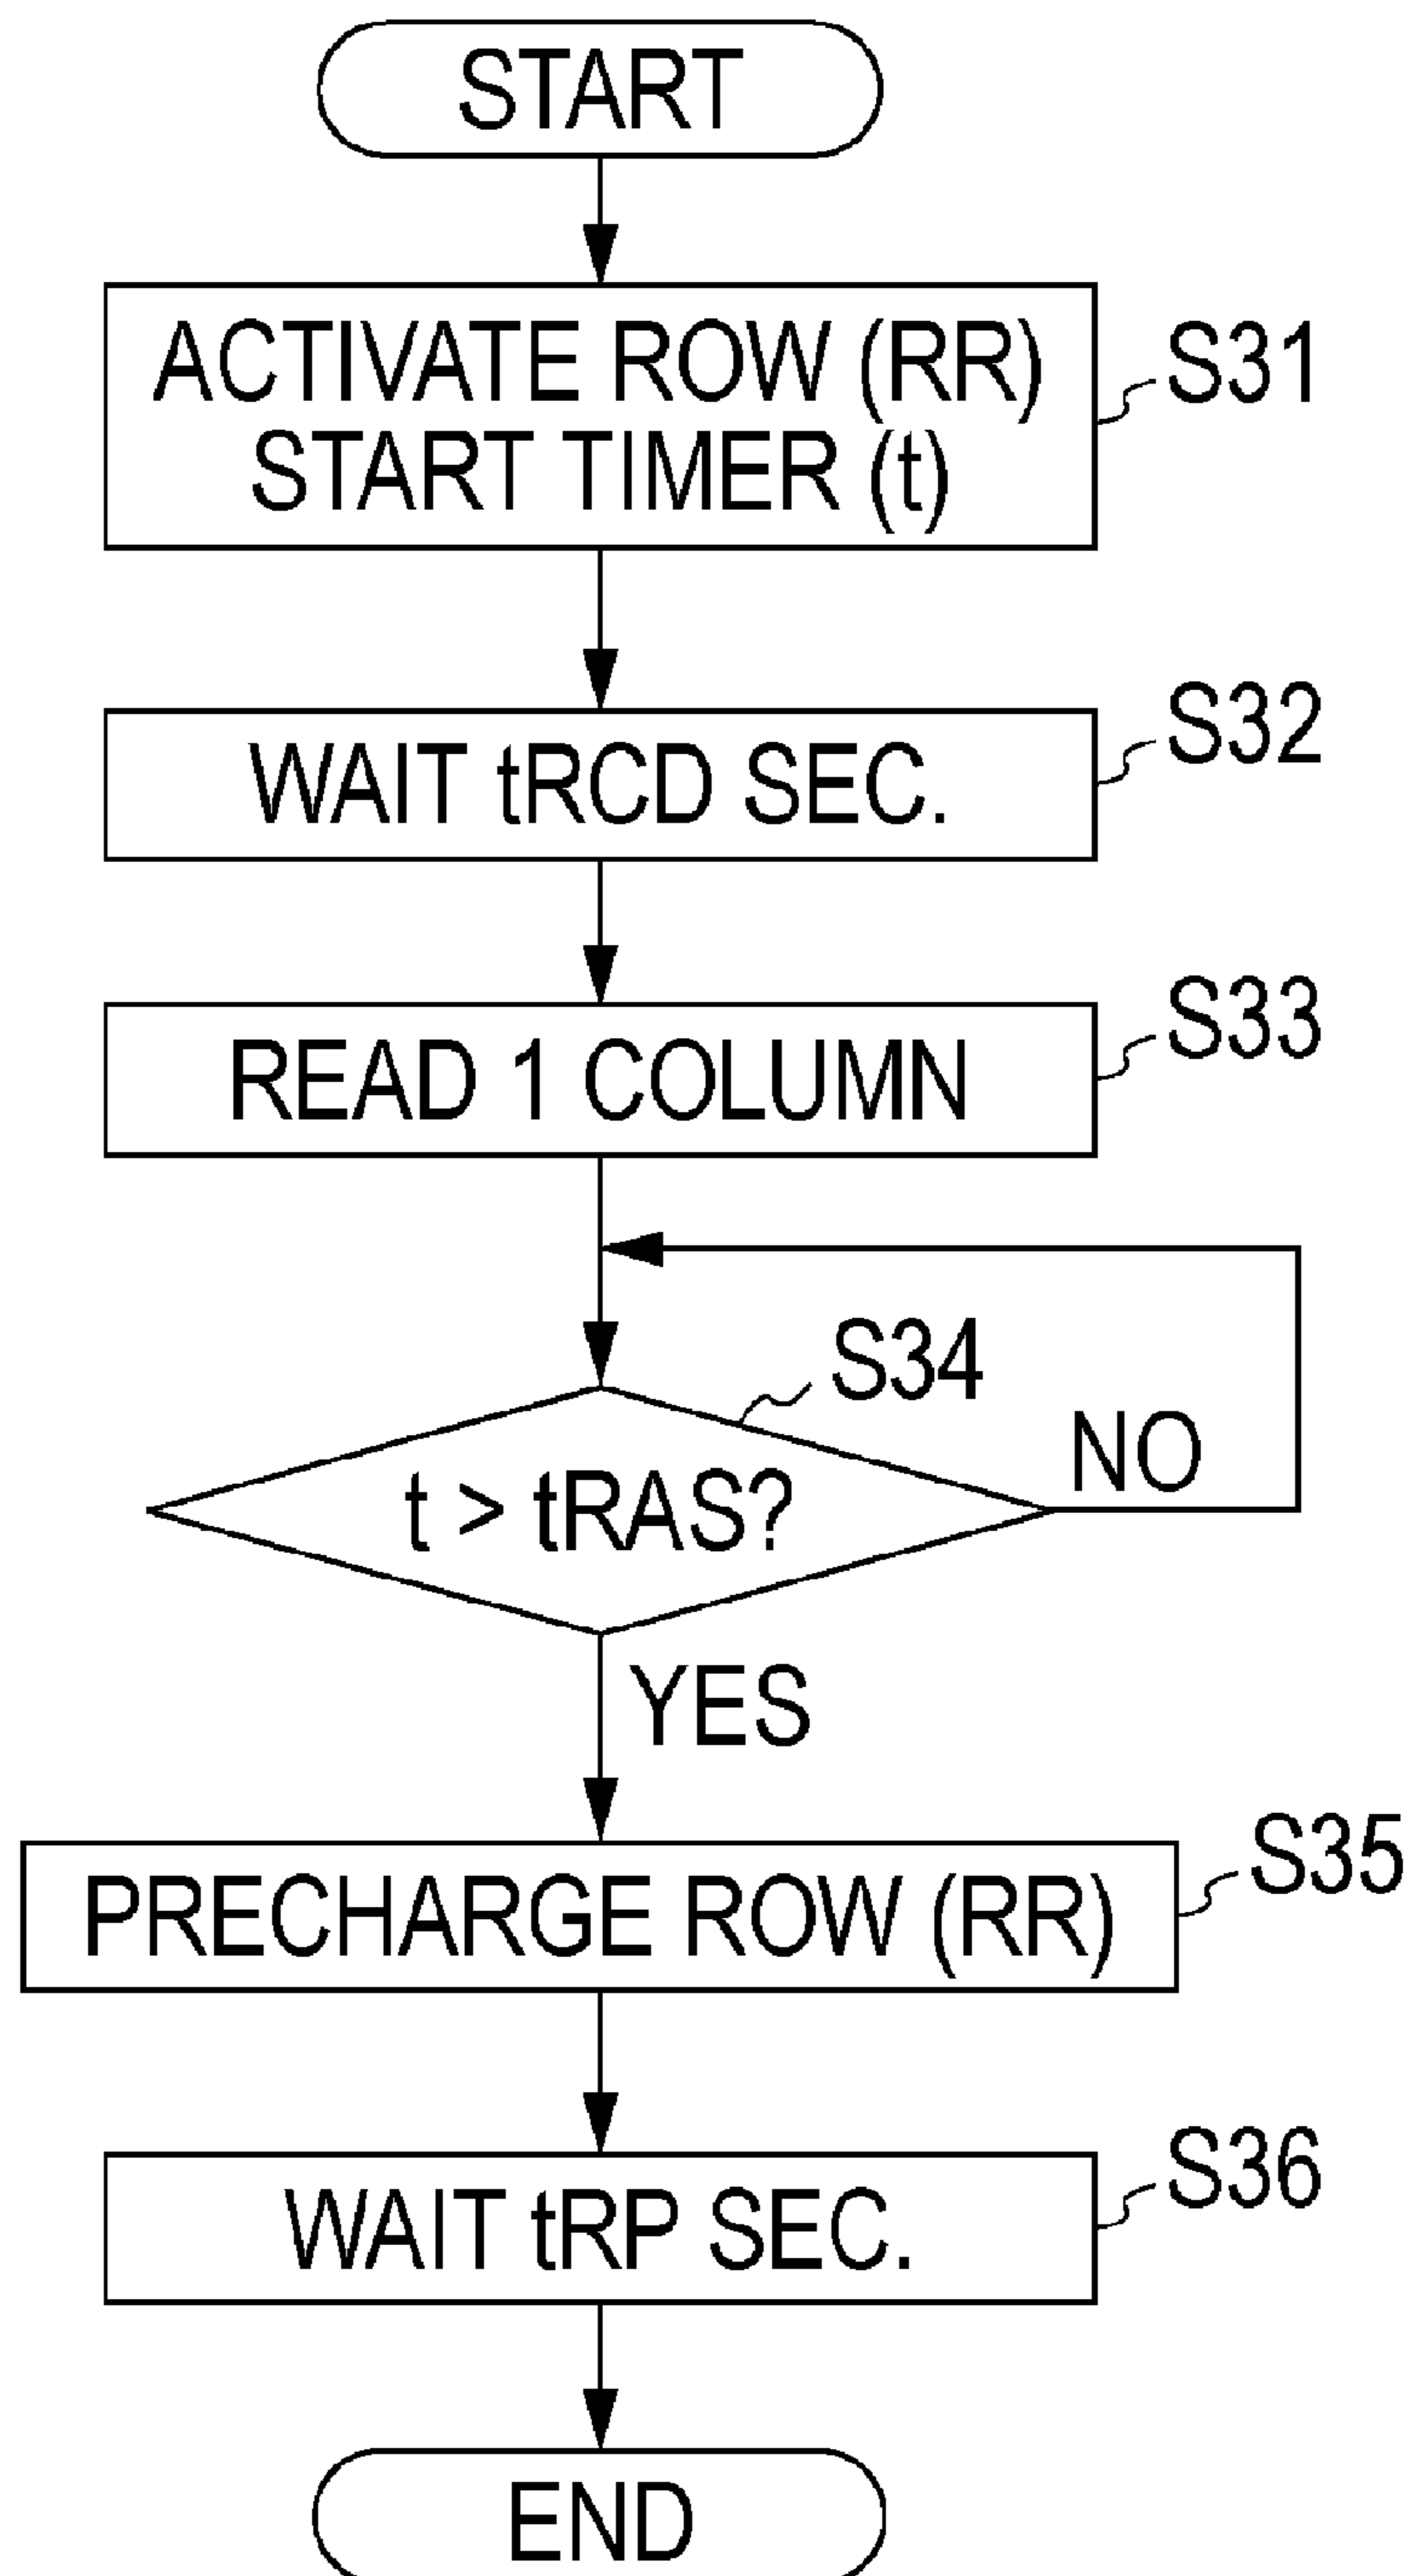 START
ACTIVATE ROW (RR)
START TIMER (t)
S31
WAIT tRCD SEC.
S32
READ 1 COLUMN
S33
S34
t > tRAS?
NO
YES
PRECHARGE ROW (RR)
S35
WAIT tRP SEC.
S36
END